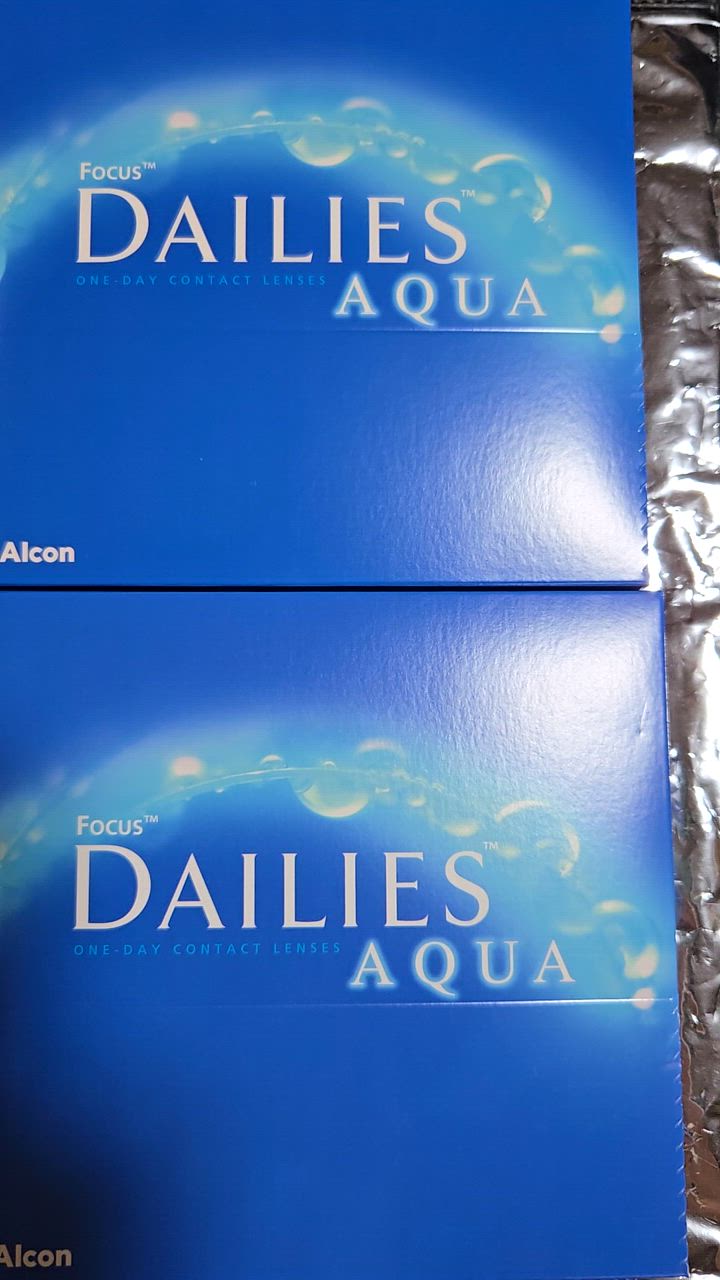 Focus™
DAILIES™
ONE-DAY CONTACT LENSES
AQUA
Alcon
Focus™
DAILIES™
ONE-DAY CONTACT LENSES
AQUA
Alcon